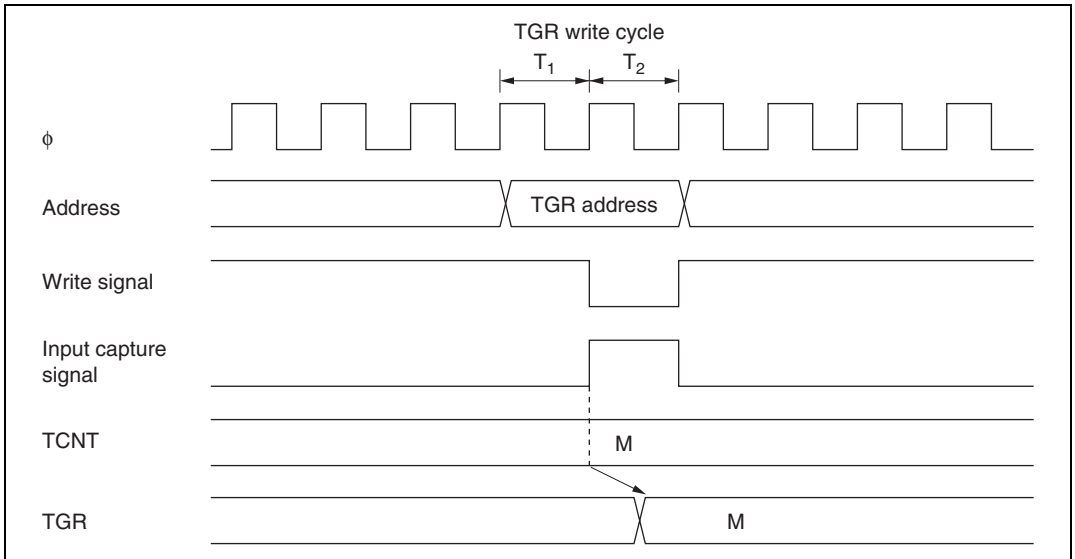 TGR write cycle
T1 T2
ϕ
Address
TGR address
Write signal
Input capture
signal
TCNT
M
TGR
M